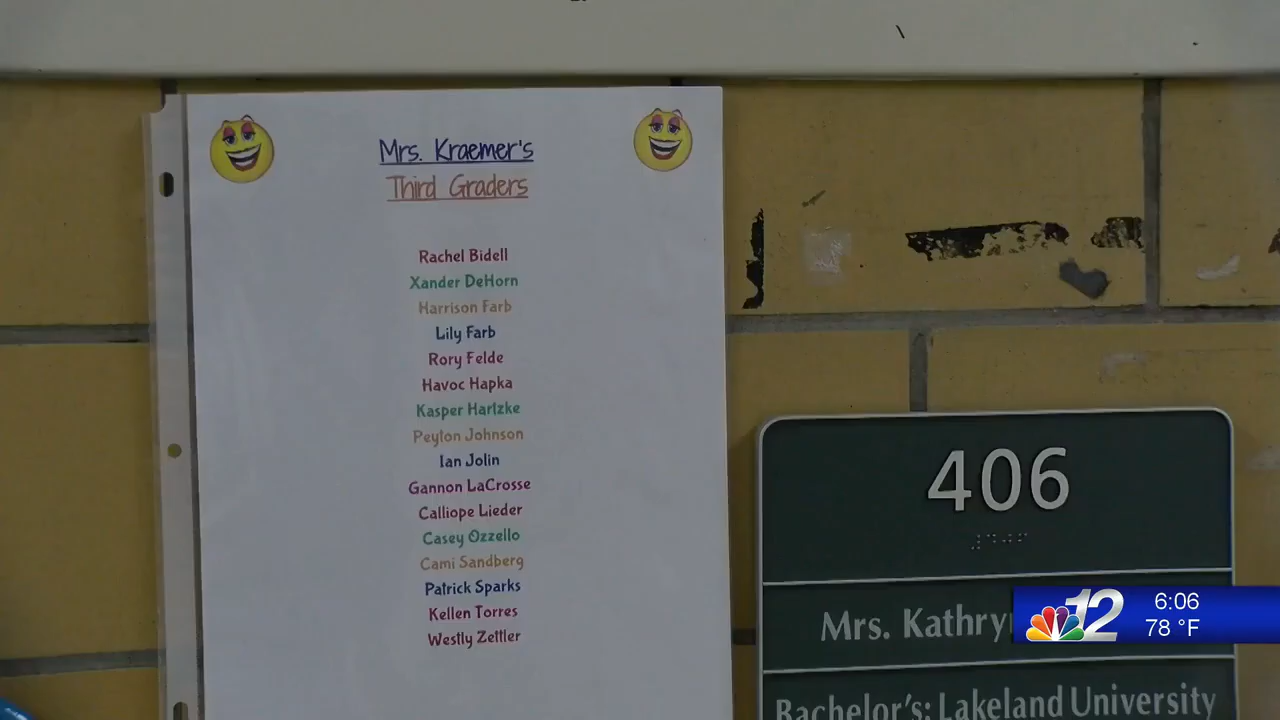 Mrs. Kraemer's
Third Graders
Rachel Bidell
Xander DeHorn
Harrison Farb
Lily Farb
Rory Felde
Havoc Hapka
Kasper Hartzke
Peyton Johnson
Ian Jolin
Gannon LaCrosse
Calliope Lieder
Casey Ozzello
Cami Sandberg
Patrick Sparks
Kellen Torres
Westly Zettler
406
Mrs. Kathry
Bachelor's: Lakeland University
12
6:06
78 °F